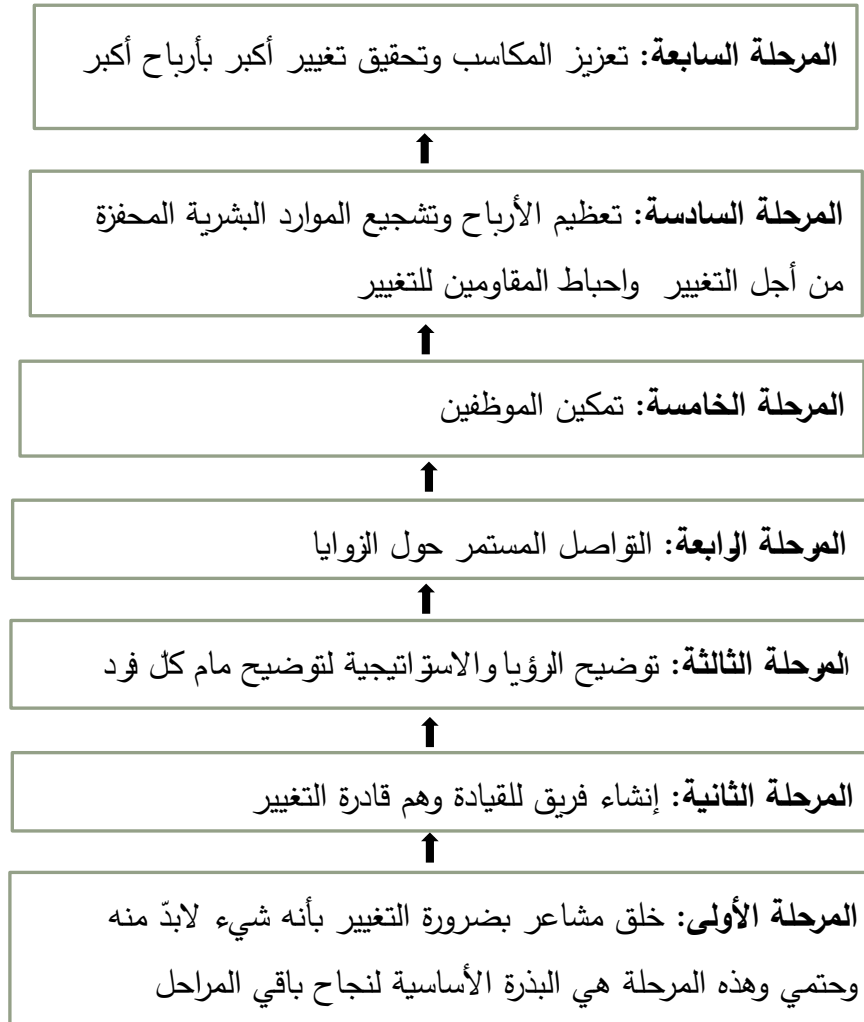 المرحلة السابعة: تعزيز المكاسب وتحقيق تغيير أكبر بأرباح أكبر
المرحلة السادسة: تعظيم الأرباح وتشجيع الموارد البشرية المحفزة
من أجل التغيير واحباط المقاومين للتغيير
المرحلة الخامسة: تمكين الموظفين
المرحلة الرابعة: التواصل المستمر حول الزوايا
المرحلة الثالثة: توضيح الرؤيا والاستراتيجية لتوضيح مام كلّ فرد
المرحلة الثانية: إنشاء فريق للقيادة وهم قادرة التغيير
المرحلة الأولى: خلق مشاعر بضرورة التغيير بأنه شيء لابدّ منه
وحتمي وهذه المرحلة هي البذرة الأساسية لنجاح باقي المراحل